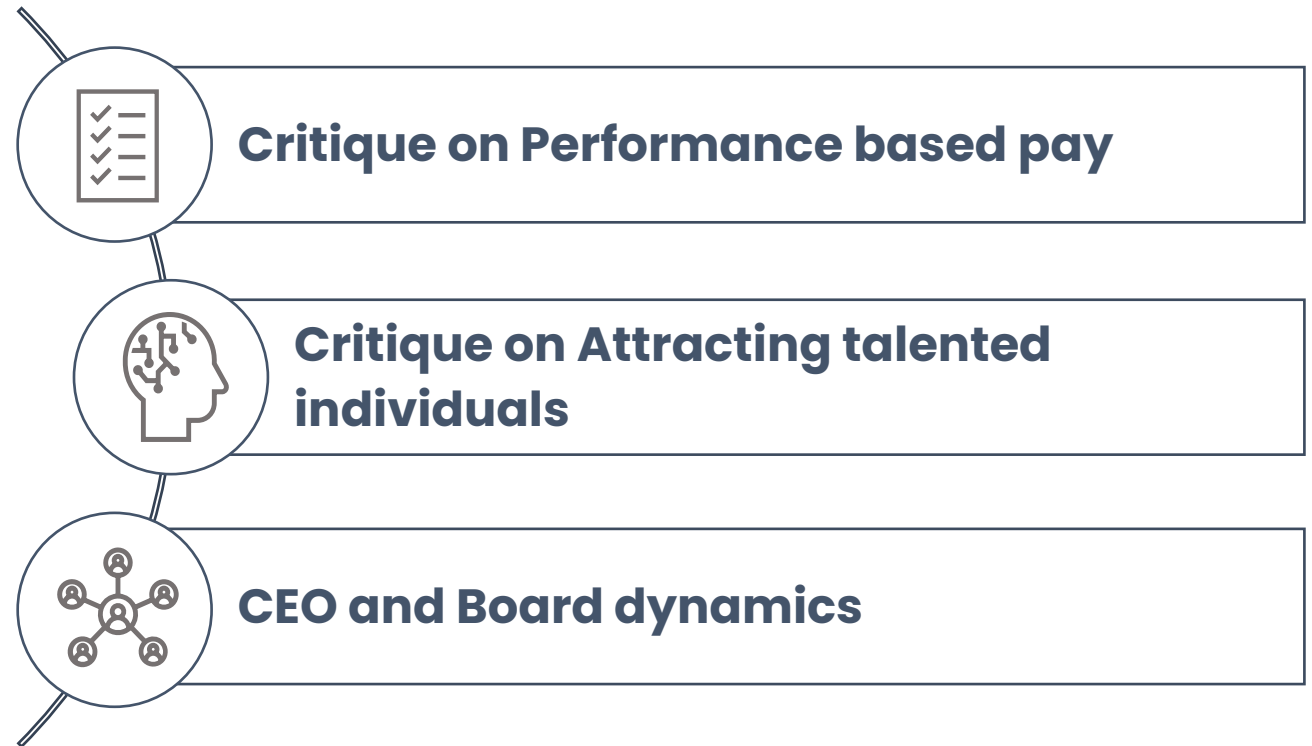 Critique on Performance based pay
Critique on Attracting talented
individuals
CEO and Board dynamics